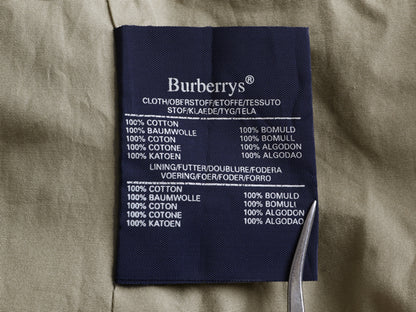 Burberrys®
CLOTH/OBERSTOFF/ETOFFE/TESSUTO
STOF/KLAEDE/TYG/TELA
100% COTTON
100% BAUMWOLLE 100% BOMULD
100% COTON 100% BOMULL
100% COTONE 100% ALGODON
100% KATOEN 100% ALGODAO
LINING/FUTTER/DOUBLURE/FODERA
VOERING/FOER/FODER/FORRO
100% COTTON
100% BAUMWOLLE 100% BOMULD
100% COTON 100% BOMULL
100% COTONE 100% ALGODON
100% KATOEN 100% ALGODAO